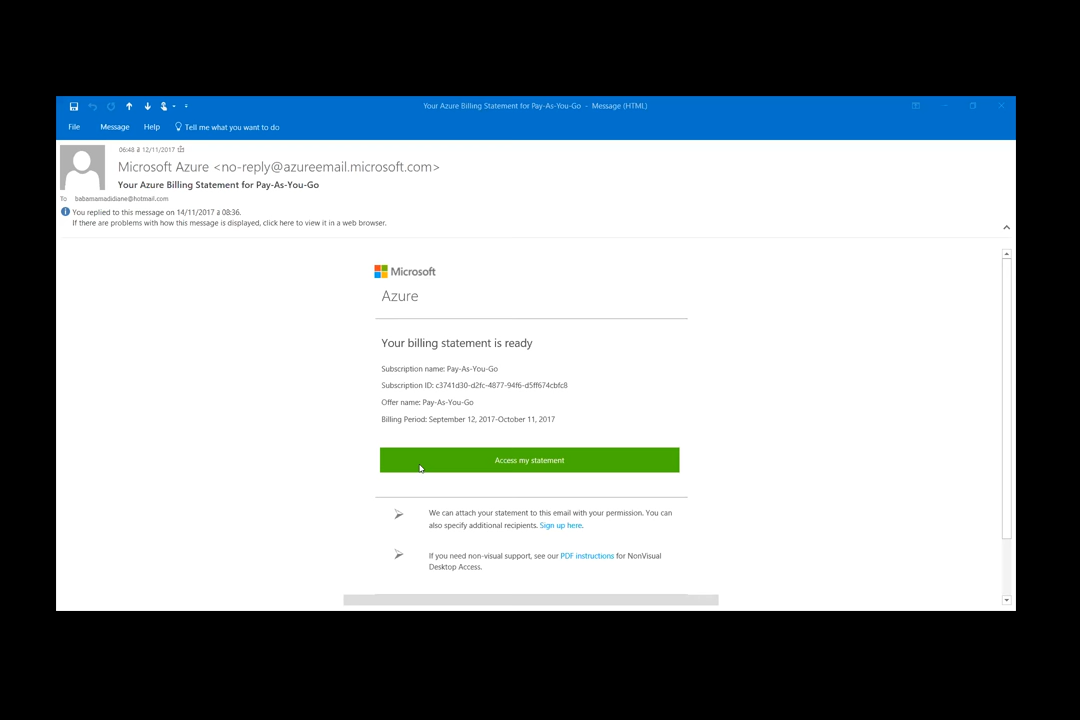 Your Azure Billing Statement for Pay-As-You-Go - Message (HTML)
File Message Help Tell me what you want to do
06:48 a 12/11/2017
Microsoft Azure <no-reply@azureemail.microsoft.com>
Your Azure Billing Statement for Pay-As-You-Go
To babamamadidiane@hotmail.com
You replied to this message on 14/11/2017 a 08:36.
If there are problems with how this message is displayed, click here to view it in a web browser.
Microsoft
Azure
Your billing statement is ready
Subscription name: Pay-As-You-Go
Subscription ID: c3741d30-d2fc-4877-94f6-d5ff674cbfc8
Offer name: Pay-As-You-Go
Billing Period: September 12, 2017-October 11, 2017
Access my statement
We can attach your statement to this email with your permission. You can
also specify additional recipients. Sign up here.
If you need non-visual support, see our PDF instructions for NonVisual
Desktop Access.